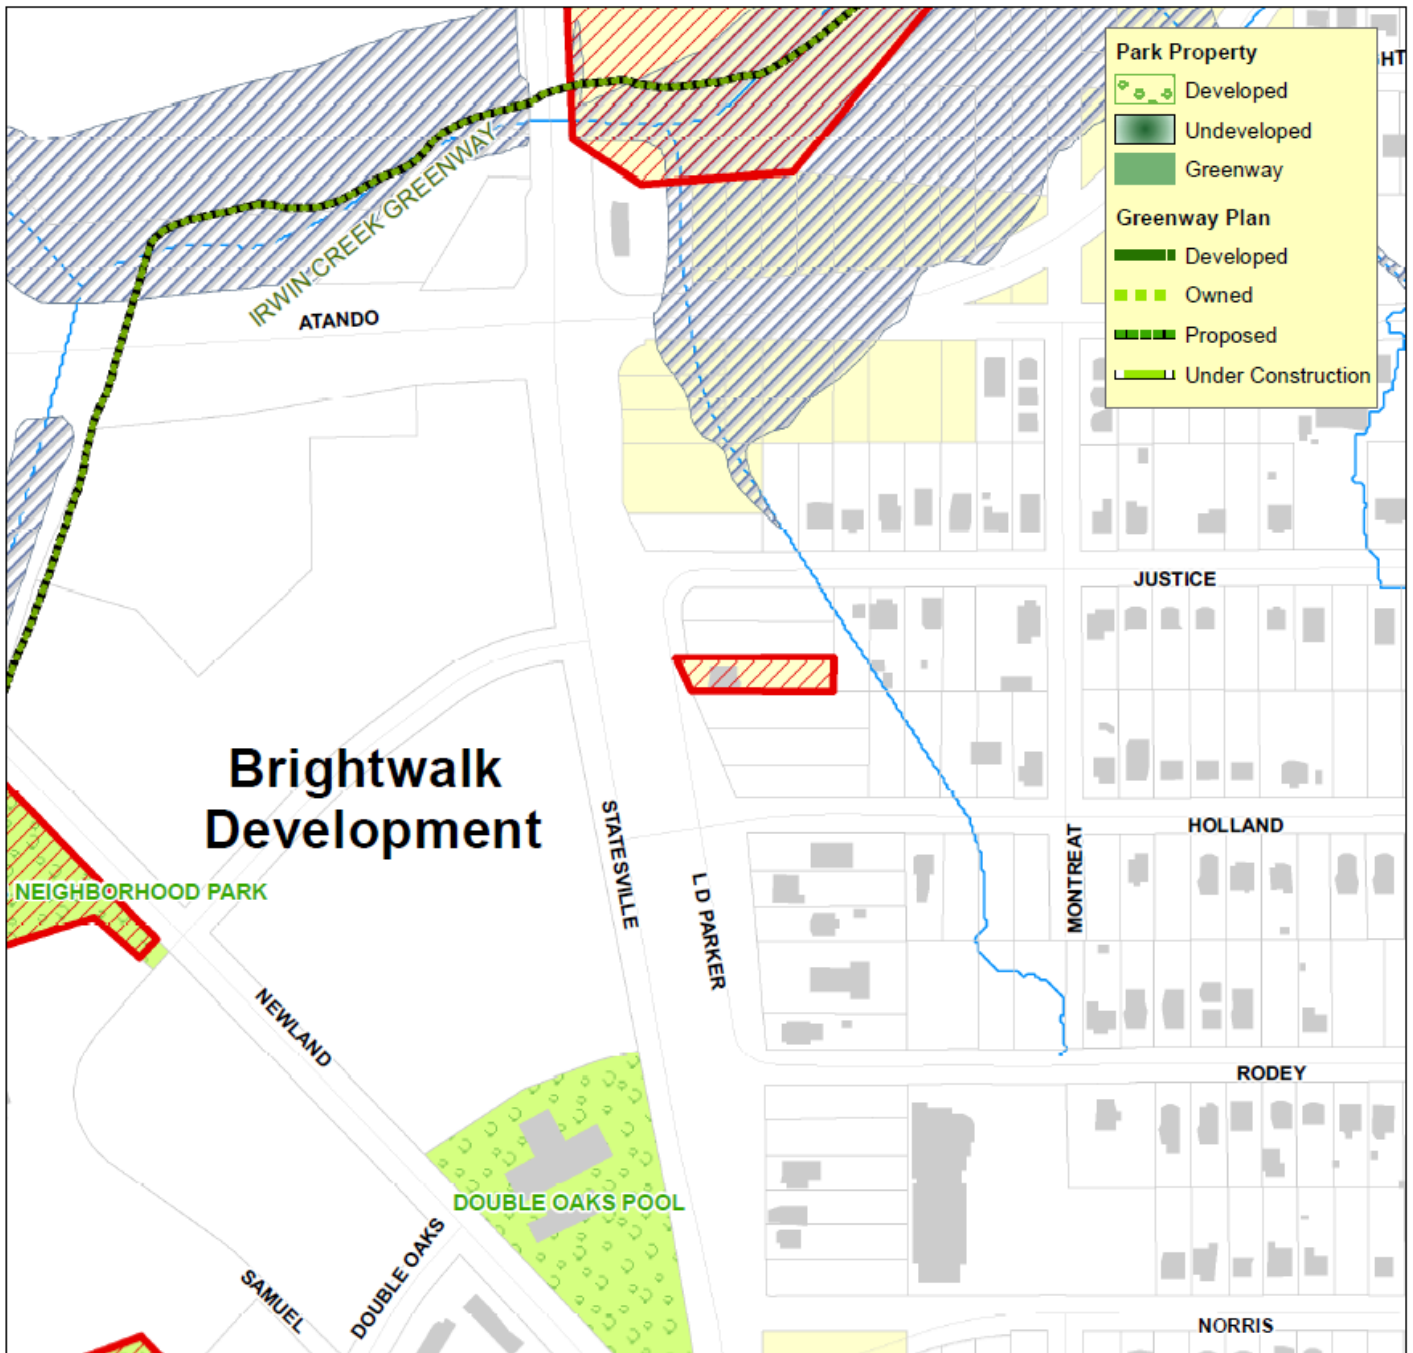 Park Property
Developed
Undeveloped
Greenway
Greenway Plan
Developed
Owned
Proposed
Under Construction
HT
IRWIN CREEK GREENWAY
ATANDO
JUSTICE
Brightwalk
Development
STATESVILLE
L D PARKER
MONTREAT
HOLLAND
NEIGHBORHOOD PARK
NEWLAND
RODEY
DOUBLE OAKS POOL
DOUBLE OAKS
SAMUEL
NORRIS